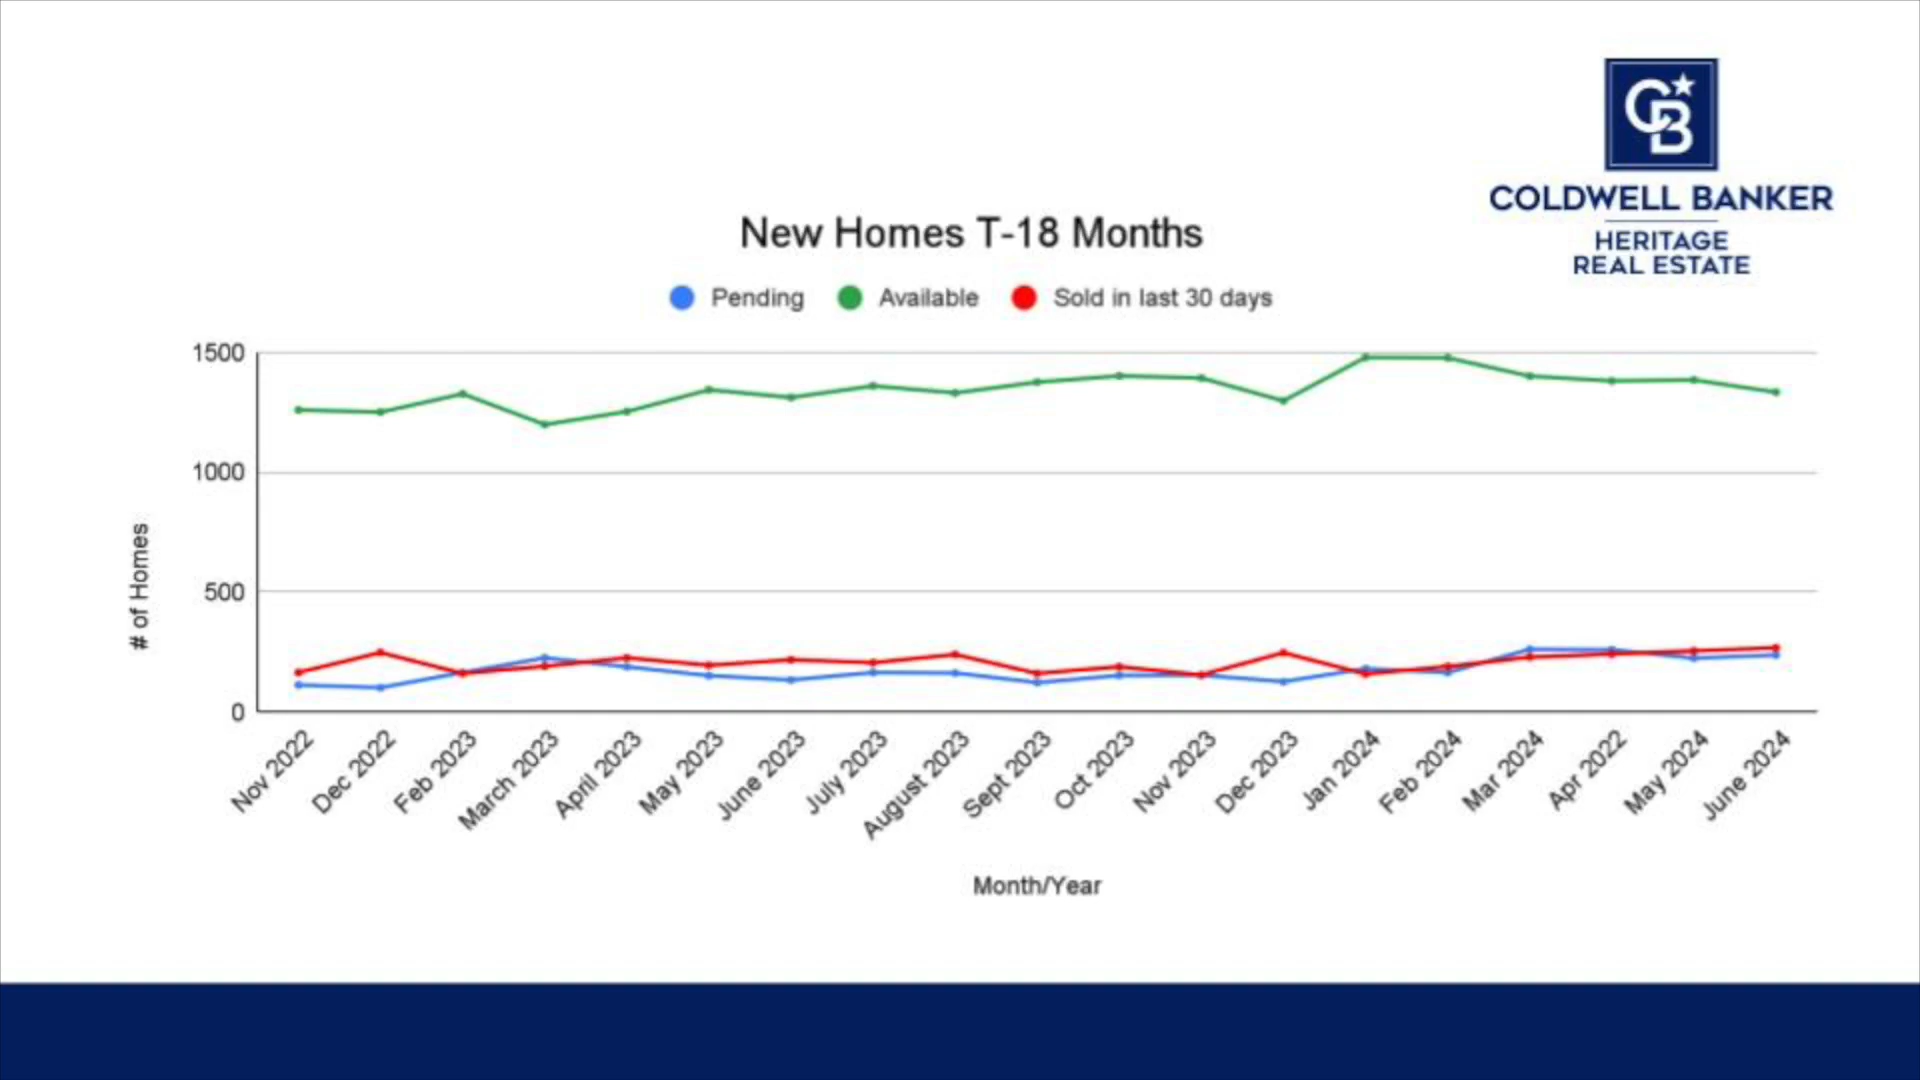 CB
COLDWELL BANKER
HERITAGE
REAL ESTATE
New Homes T-18 Months
Pending Available Sold in last 30 days
1500
1000
500
0
# of Homes
Nov 2022
Dec 2022
Feb 2023
March 2023
April 2023
May 2023
June 2023
July 2023
August 2023
Sept 2023
Oct 2023
Nov 2023
Dec 2023
Jan 2024
Feb 2024
Mar 2024
Apr 2022
May 2024
June 2024
Month/Year